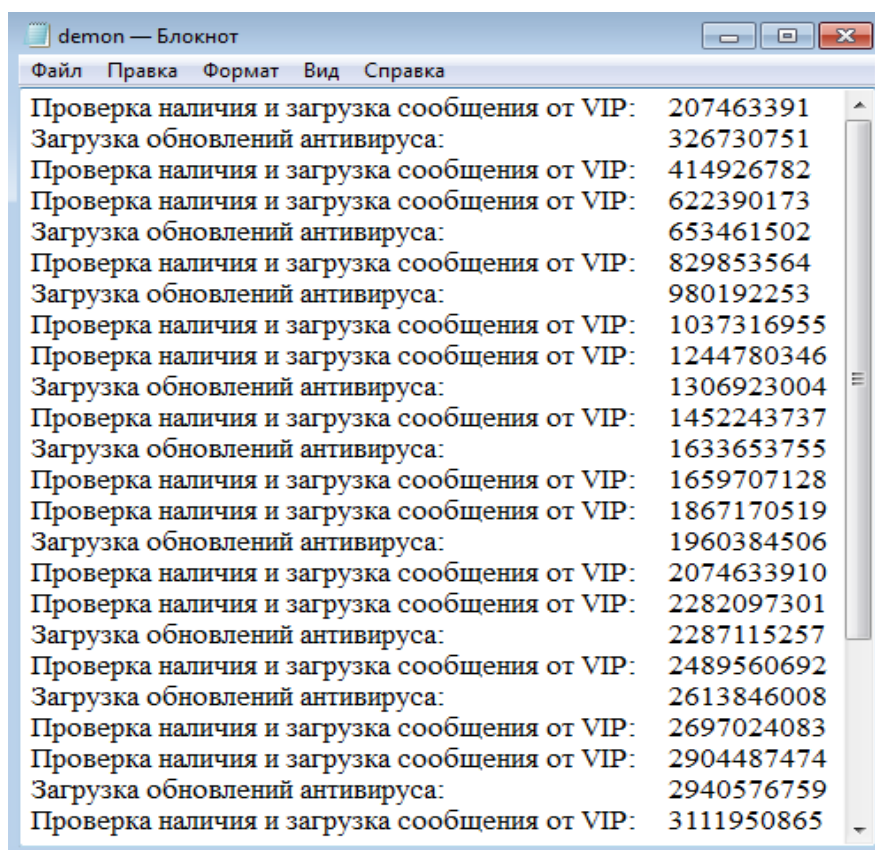 demon — Блокнот
Файл Правка Формат Вид Справка
Проверка наличия и загрузка сообщения от VIP: 207463391
Загрузка обновлений антивируса: 326730751
Проверка наличия и загрузка сообщения от VIP: 414926782
Проверка наличия и загрузка сообщения от VIP: 622390173
Загрузка обновлений антивируса: 653461502
Проверка наличия и загрузка сообщения от VIP: 829853564
Загрузка обновлений антивируса: 980192253
Проверка наличия и загрузка сообщения от VIP: 1037316955
Проверка наличия и загрузка сообщения от VIP: 1244780346
Загрузка обновлений антивируса: 1306923004
Проверка наличия и загрузка сообщения от VIP: 1452243737
Загрузка обновлений антивируса: 1633653755
Проверка наличия и загрузка сообщения от VIP: 1659707128
Проверка наличия и загрузка сообщения от VIP: 1867170519
Загрузка обновлений антивируса: 1960384506
Проверка наличия и загрузка сообщения от VIP: 2074633910
Проверка наличия и загрузка сообщения от VIP: 2282097301
Загрузка обновлений антивируса: 2287115257
Проверка наличия и загрузка сообщения от VIP: 2489560692
Загрузка обновлений антивируса: 2613846008
Проверка наличия и загрузка сообщения от VIP: 2697024083
Проверка наличия и загрузка сообщения от VIP: 2904487474
Загрузка обновлений антивируса: 2940576759
Проверка наличия и загрузка сообщения от VIP: 3111950865